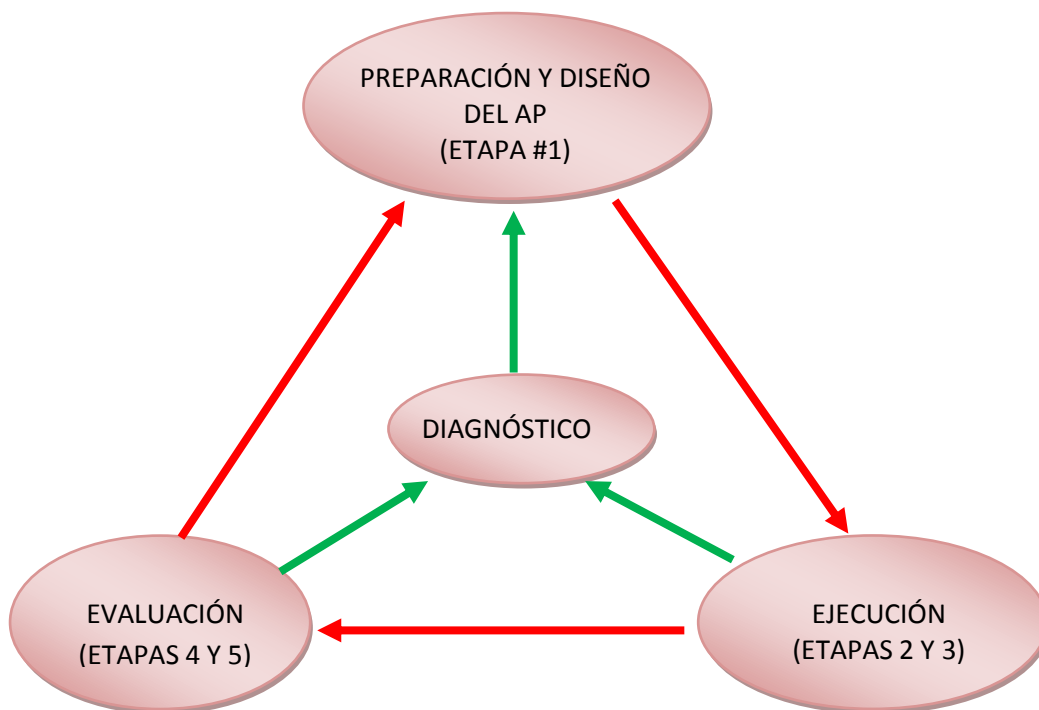 PREPARACIÓN Y DISEÑO
DEL AP
(ETAPA #1)
DIAGNÓSTICO
EVALUACIÓN
(ETAPAS 4 Y 5)
EJECUCIÓN
(ETAPAS 2 Y 3)